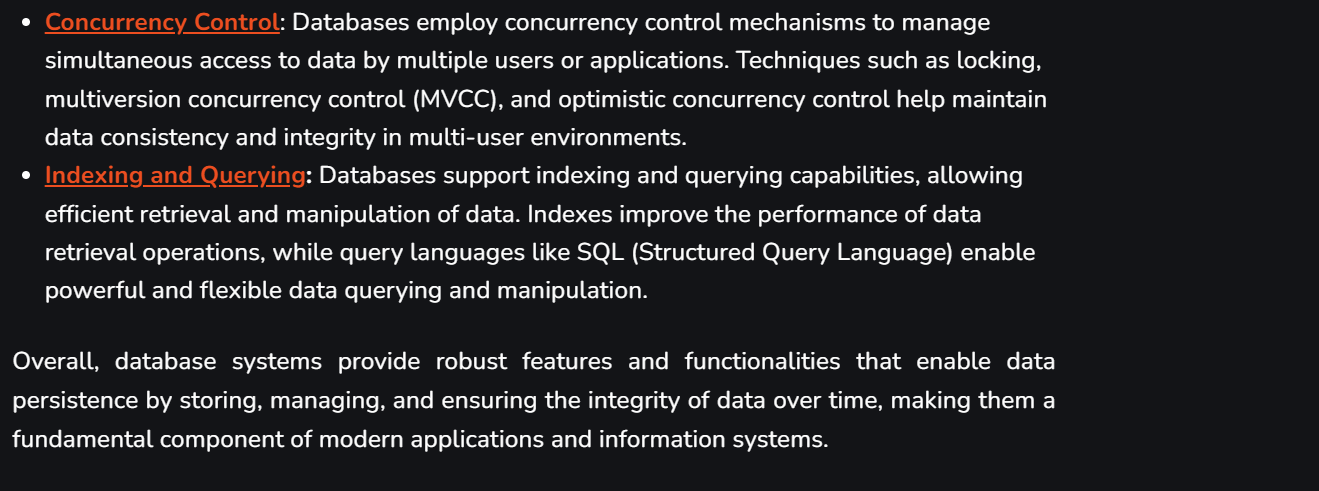 • Concurrency Control: Databases employ concurrency control mechanisms to manage
simultaneous access to data by multiple users or applications. Techniques such as locking,
multiversion concurrency control (MVCC), and optimistic concurrency control help maintain
data consistency and integrity in multi-user environments.
• Indexing and Querying: Databases support indexing and querying capabilities, allowing
efficient retrieval and manipulation of data. Indexes improve the performance of data
retrieval operations, while query languages like SQL (Structured Query Language) enable
powerful and flexible data querying and manipulation.
Overall, database systems provide robust features and functionalities that enable data
persistence by storing, managing, and ensuring the integrity of data over time, making them a
fundamental component of modern applications and information systems.